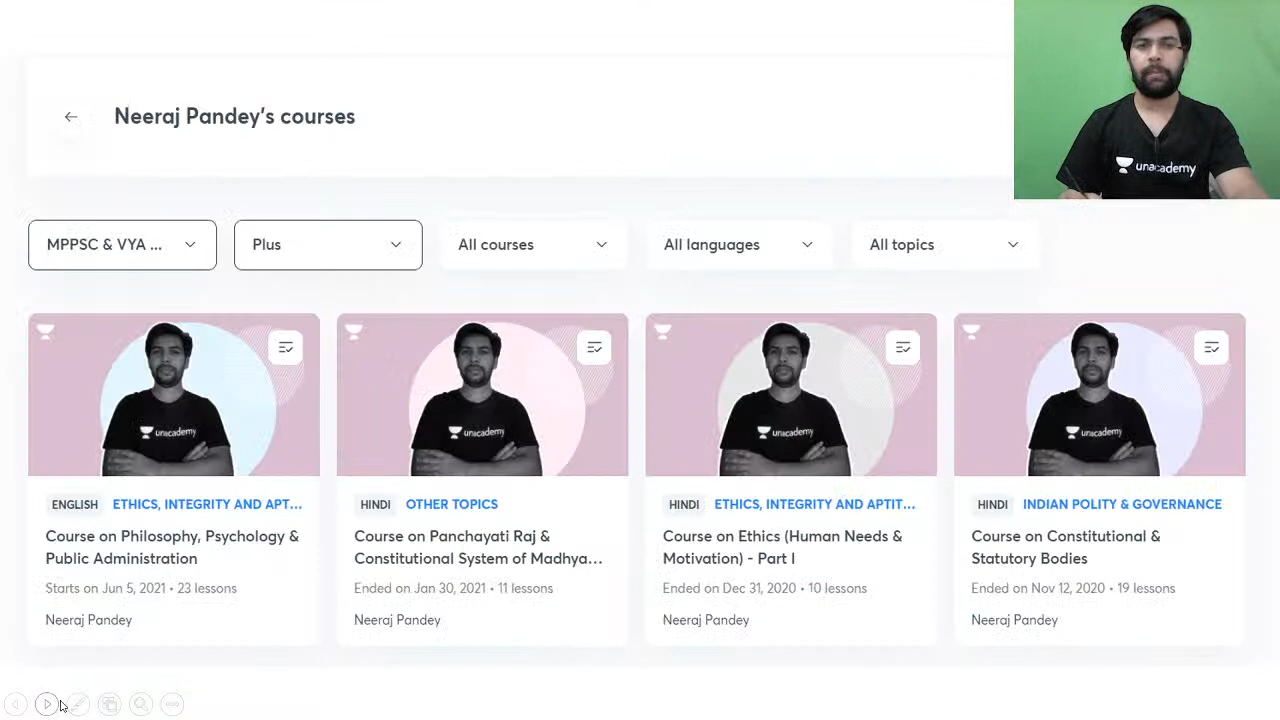 Neeraj Pandey's courses
unacademy
MPPSC & VYA ...
Plus
All courses
All languages
All topics
unacademy
unacademy
unacademy
unacademy
ENGLISH ETHICS, INTEGRITY AND APT...
Course on Philosophy, Psychology &
Public Administration
Starts on Jun 5, 2021 • 23 lessons
Neeraj Pandey
HINDI OTHER TOPICS
Course on Panchayati Raj &
Constitutional System of Madhya...
Ended on Jan 30, 2021 • 11 lessons
Neeraj Pandey
HINDI ETHICS, INTEGRITY AND APTIT...
Course on Ethics (Human Needs &
Motivation) - Part I
Ended on Dec 31, 2020 • 10 lessons
Neeraj Pandey
HINDI INDIAN POLITY & GOVERNANCE
Course on Constitutional &
Statutory Bodies
Ended on Nov 12, 2020 • 19 lessons
Neeraj Pandey